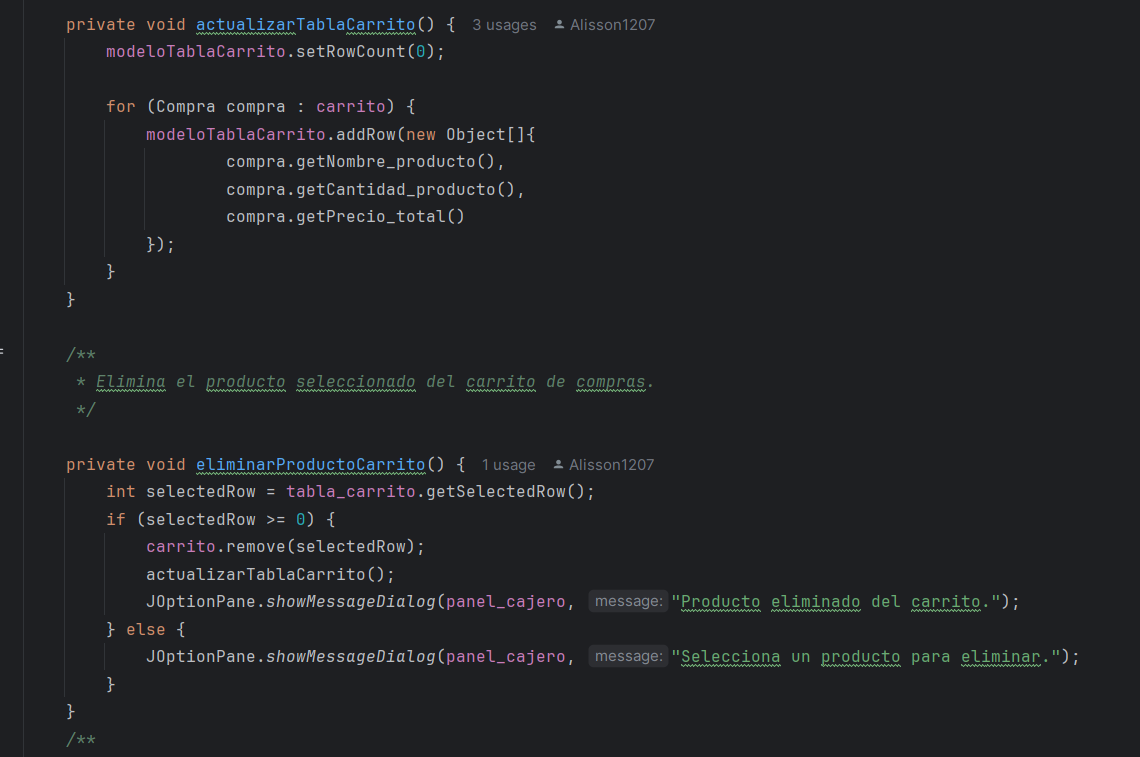 private void actualizarTablaCarrito() { 3 usages Alisson1207
modeloTablaCarrito.setRowCount(0);
for (Compra compra : carrito) {
modeloTablaCarrito.addRow(new Object[]{
compra.getNombre_producto(),
compra.getCantidad_producto(),
compra.getPrecio_total()
});
}
}
/**
* Elimina el producto seleccionado del carrito de compras.
*/
private void eliminarProductoCarrito() { 1 usage Alisson1207
int selectedRow = tabla_carrito.getSelectedRow();
if (selectedRow >= 0) {
carrito.remove(selectedRow);
actualizarTablaCarrito();
JOptionPane.showMessageDialog(panel_cajero, message: "Producto eliminado del carrito.");
} else {
JOptionPane.showMessageDialog(panel_cajero, message: "Selecciona un producto para eliminar.");
}
}
/**